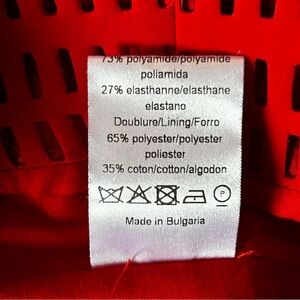 73% polyamide/polyamide
poliamida
27% elasthanne/elasthane
elastano
Doublure/Lining/Forro
65% polyester/polyester
poliester
35% coton/cotton/algodon
P
Made in Bulgaria